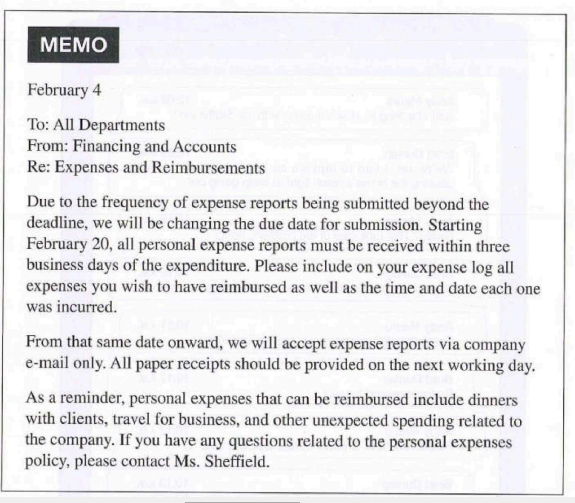 MEMO
February 4
To: All Departments
From: Financing and Accounts
Re: Expenses and Reimbursements
Due to the frequency of expense reports being submitted beyond the
deadline, we will be changing the due date for submission. Starting
February 20, all personal expense reports must be received within three
business days of the expenditure. Please include on your expense log all
expenses you wish to have reimbursed as well as the time and date each one
was incurred.
From that same date onward, we will accept expense reports via company
e-mail only. All paper receipts should be provided on the next working day.
As a reminder, personal expenses that can be reimbursed include dinners
with clients, travel for business, and other unexpected spending related to
the company. If you have any questions related to the personal expenses
policy, please contact Ms. Sheffield.